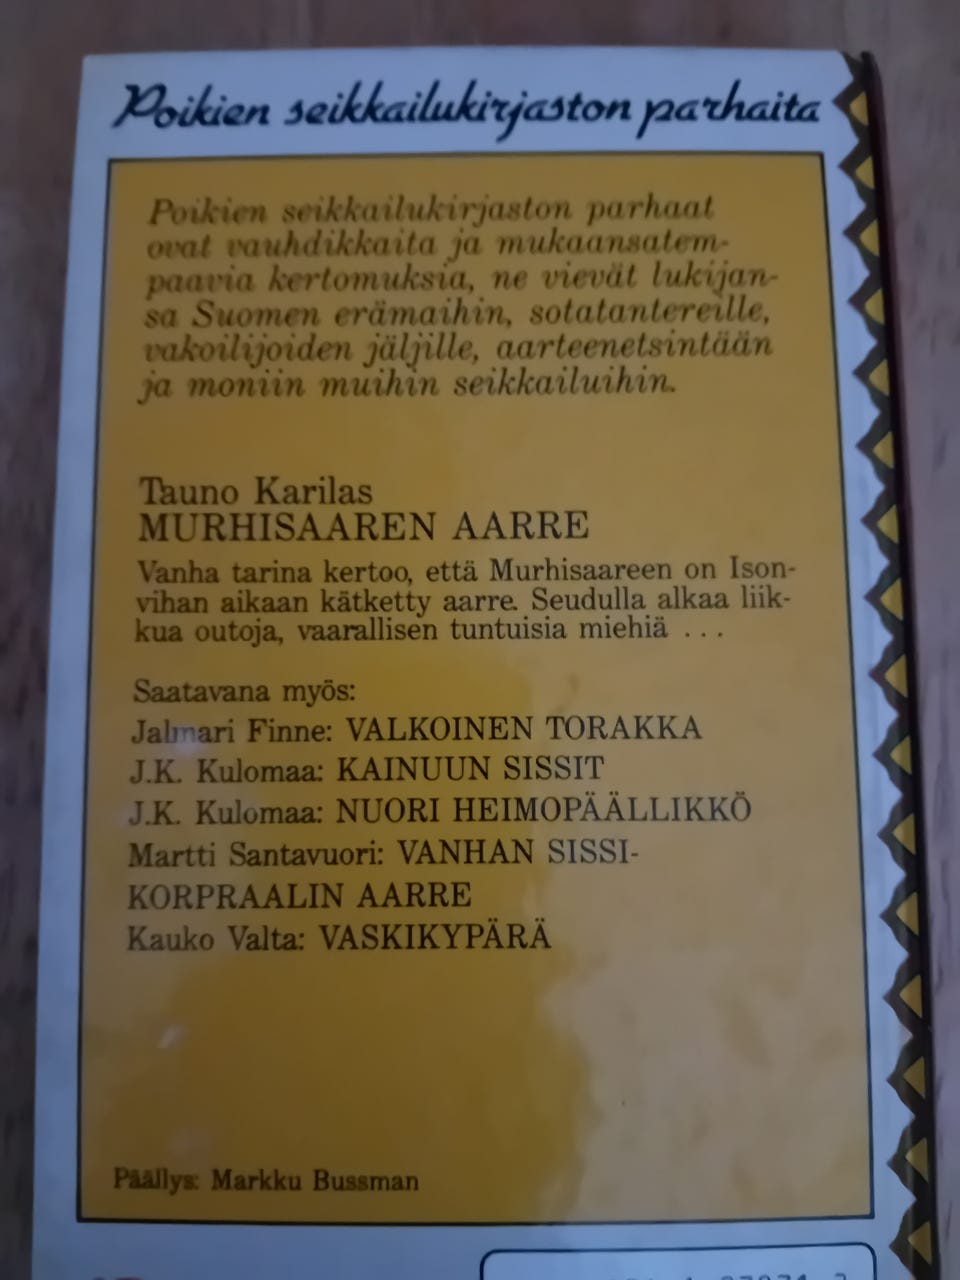 Poikien seikkailukirjaston parhaita
Poikien seikkailukirjaston parhaat
ovat vauhdikkaita ja mukaansatem-
paavia kertomuksia, ne vievät lukijan-
sa Suomen erämaihin, sotatantereille,
vakoilijoiden jäljille, aarteenetsintään
ja moniin muihin seikkailuihin.
Tauno Karilas
MURHISAAREN AARRE
Vanha tarina kertoo, että Murhisaareen on Ison-
vihan aikaan kätketty aarre. Seudulla alkaa liik-
kua outoja, vaarallisen tuntuisia miehiä ...
Saatavana myös:
Jalmari Finne: VALKOINEN TORAKKA
J.K. Kulomaa: KAINUUN SISSIT
J.K. Kulomaa: NUORI HEIMOPÄÄLLIKKÖ
Martti Santavuori: VANHAN SISSI-
KORPRAALIN AARRE
Kauko Valta: VASKIKYPÄRÄ
Päällys: Markku Bussman